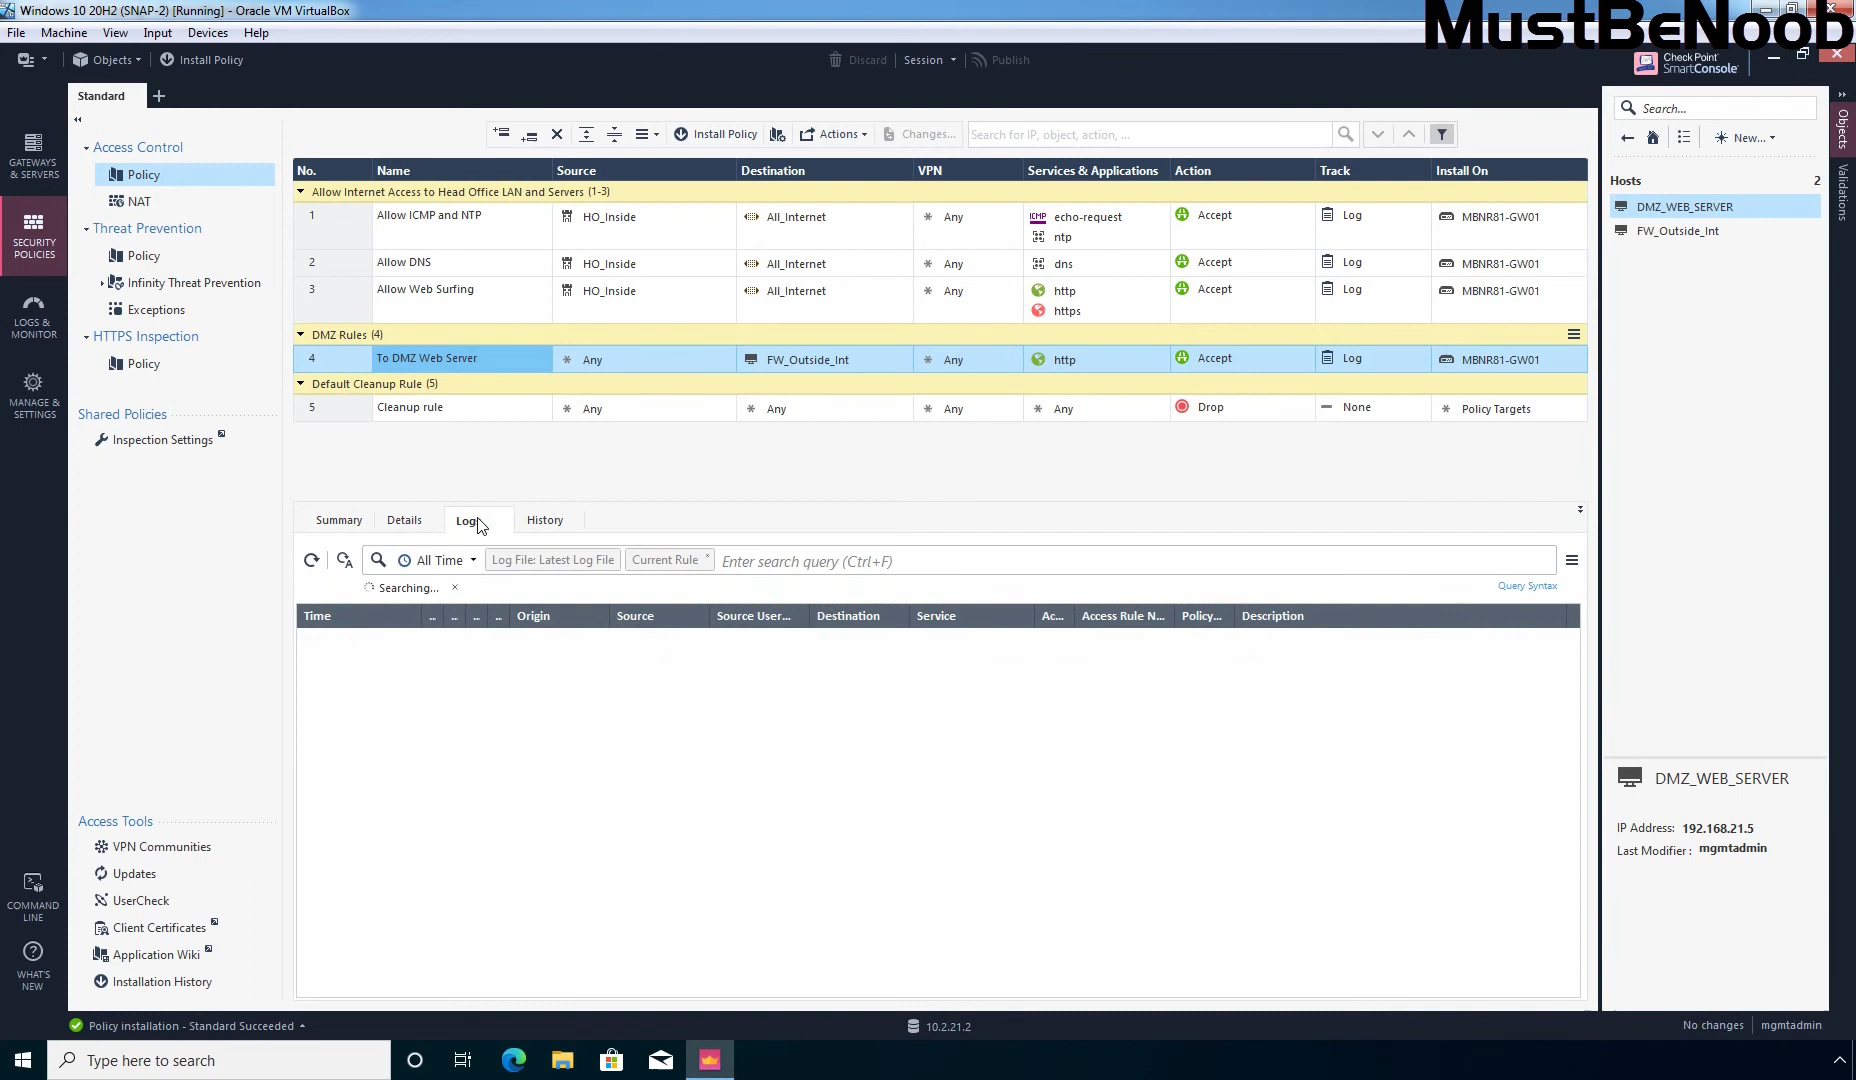 Windows 10 20H2 (SNAP-2) [Running] - Oracle VM VirtualBox
MustBeNoob
File Machine View Input Devices Help
Objects Install Policy Discard Session Publish
Check Point
SmartConsole
Standard
Search...
Install Policy Actions Changes... Search for IP, object, action, ...
New...
Objects
Validations
GATEWAYS
& SERVERS
SECURITY
POLICIES
LOGS &
MONITOR
MANAGE &
SETTINGS
COMMAND
LINE
WHAT'S
NEW
Access Control
Policy
NAT
Threat Prevention
Policy
Infinity Threat Prevention
Exceptions
HTTPS Inspection
Policy
Shared Policies
Inspection Settings
Access Tools
VPN Communities
Updates
UserCheck
Client Certificates
Application Wiki
Installation History
No. Name Source Destination VPN Services & Applications Action Track Install On
Allow Internet Access to Head Office LAN and Servers (1-3)
1 Allow ICMP and NTP HO_Inside All_Internet * Any ICMP echo-request Accept Log MBNR81-GW01
ntp
2 Allow DNS HO_Inside All_Internet * Any dns Accept Log MBNR81-GW01
3 Allow Web Surfing HO_Inside All_Internet * Any http Accept Log MBNR81-GW01
https
DMZ Rules (4)
4 To DMZ Web Server * Any FW_Outside_Int * Any http Accept Log MBNR81-GW01
Default Cleanup Rule (5)
5 Cleanup rule * Any * Any * Any * Any Drop None * Policy Targets
Summary Details Log History
All Time Log File: Latest Log File Current Rule Enter search query (Ctrl+F)
Searching...
Query Syntax
Time ... ... ... ... Origin Source Source User... Destination Service Ac... Access Rule N... Policy... Description
Hosts 2
DMZ_WEB_SERVER
FW_Outside_Int
DMZ_WEB_SERVER
IP Address: 192.168.21.5
Last Modifier : mgmtadmin
Policy installation - Standard Succeeded 10.2.21.2 No changes mgmtadmin
Type here to search